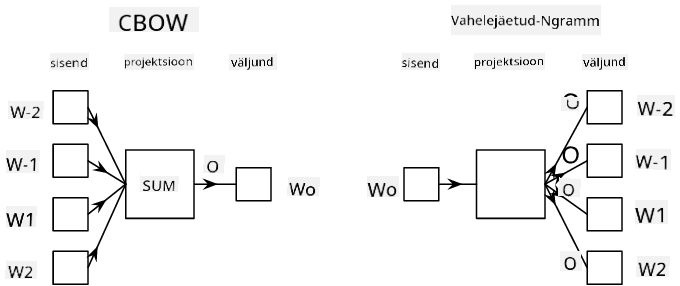 CBOW
sisend projektsioon väljund
W-2
W-1
W1
W2
SUM
O
Wo
Vahelejäetud-Ngramm
sisend projektsioon väljund
Wo
O
O
O
O
W-2
W-1
W1
W2